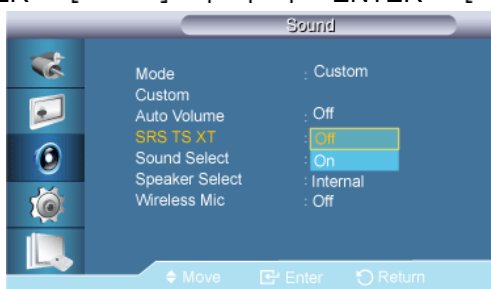 Sound
Mode : Custom
Custom
Auto Volume : Off
SRS TS XT : Off
Sound Select : On
Speaker Select : Internal
Wireless Mic : Off
Move Enter Return